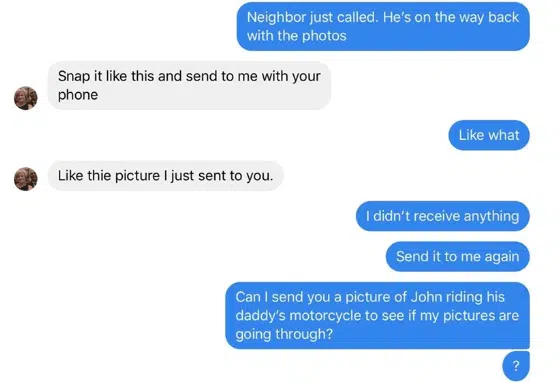 Neighbor just called. He's on the way back
with the photos
Snap it like this and send to me with your
phone
Like what
Like thie picture I just sent to you.
I didn't receive anything
Send it to me again
Can I send you a picture of John riding his
daddy's motorcycle to see if my pictures are
going through?
?